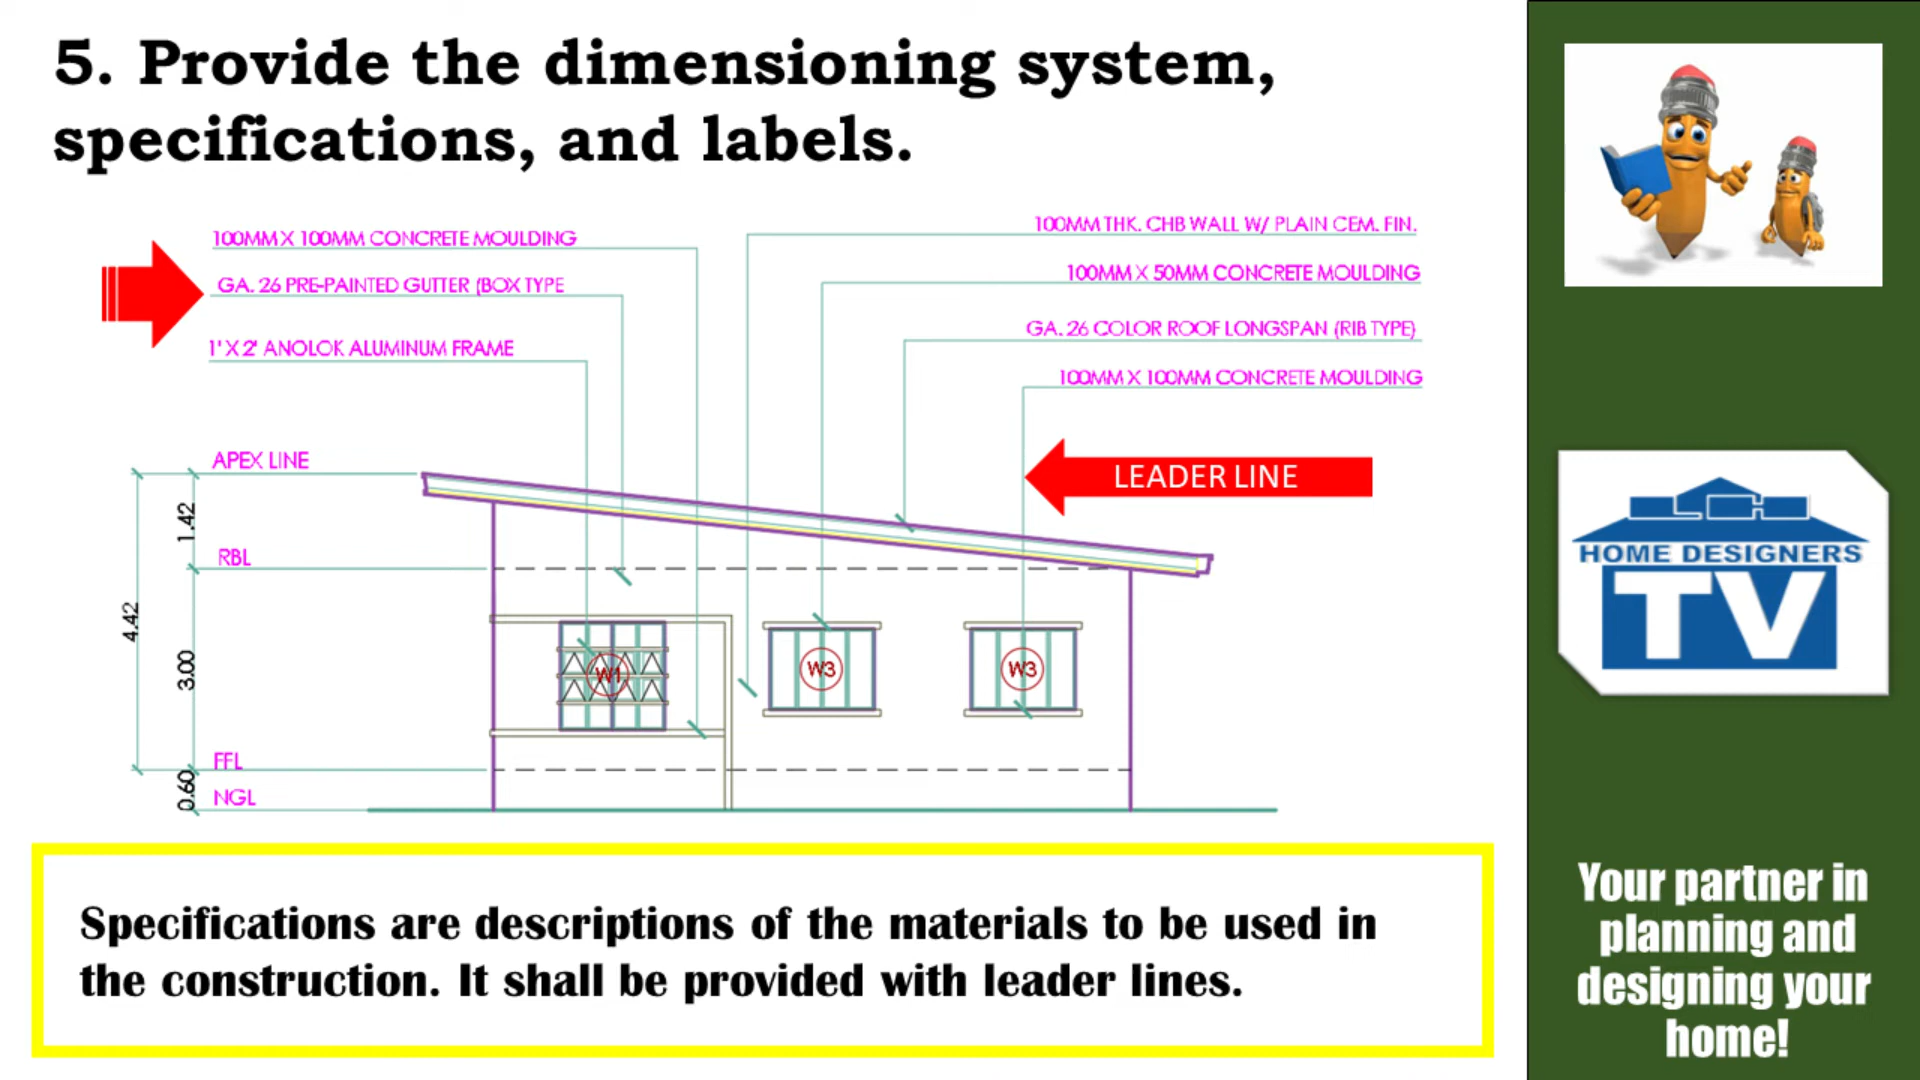 5. Provide the dimensioning system,
specifications, and labels.
100MM X 100MM CONCRETE MOULDING
GA. 26 PRE-PAINTED GUTTER (BOX TYPE
1" X 2" ANOLOK ALUMINUM FRAME
100MM THK. CHB WALL W/ PLAIN CEM. FIN.
100MM X 50MM CONCRETE MOULDING
GA. 26 COLOR ROOF LONGSPAN (RIB TYPE)
100MM X 100MM CONCRETE MOULDING
LEADER LINE
APEX LINE
1.42
RBL
4.42
3.00
FFL
0.60
NGL
W1
W3
W3
Specifications are descriptions of the materials to be used in
the construction. It shall be provided with leader lines.
LCH
HOME DESIGNERS
TV
Your partner in
planning and
designing your
home!